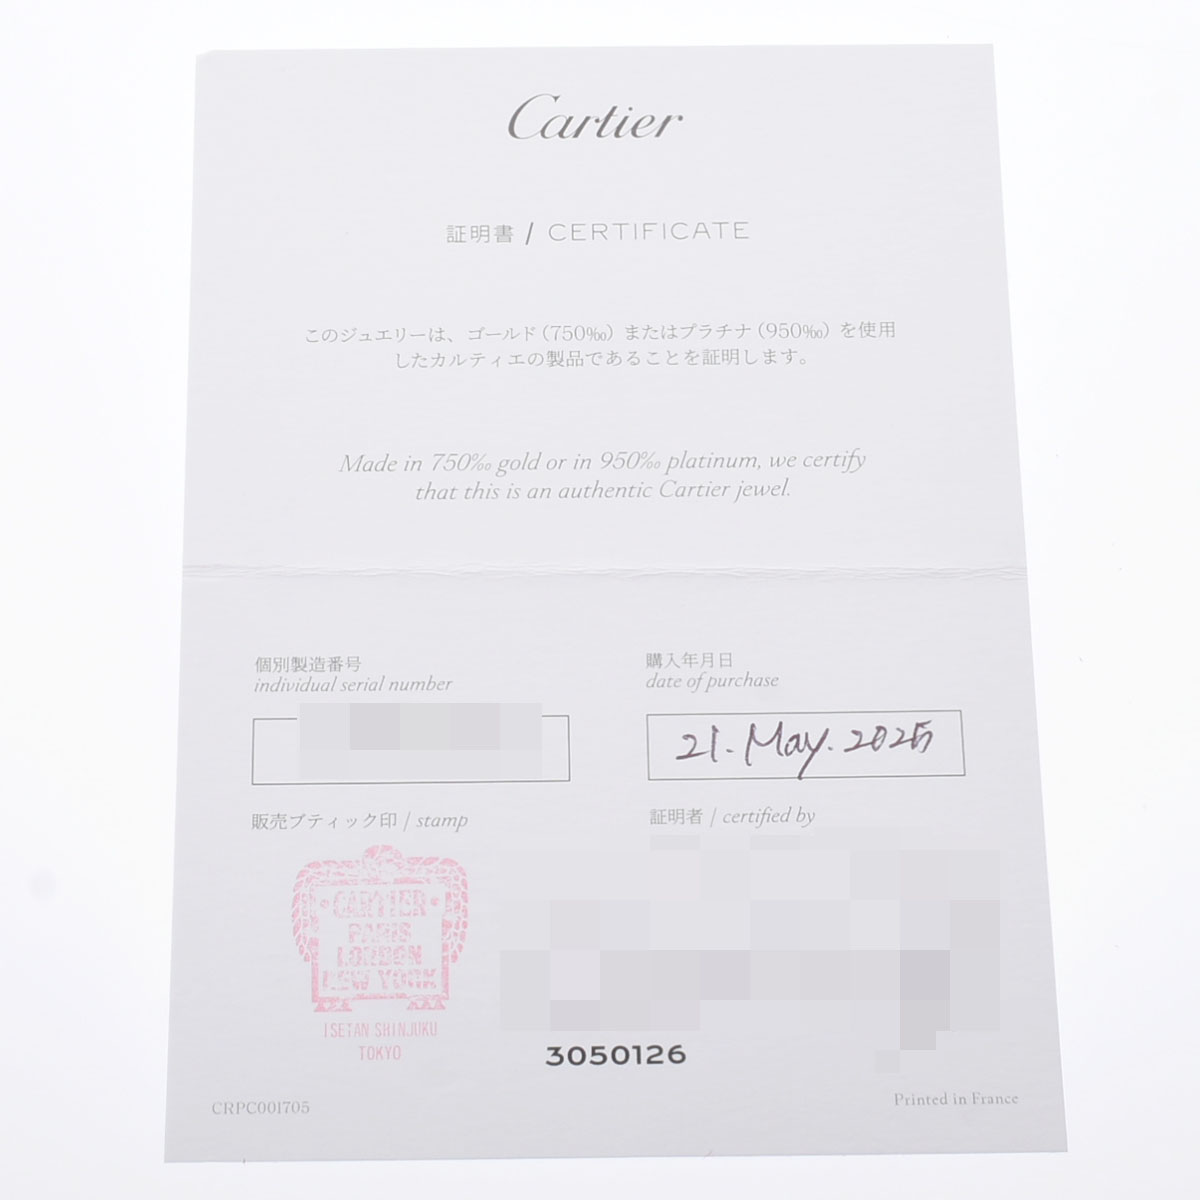 Cartier
証明書 / CERTIFICATE
このジュエリーは、ゴールド（750‰）またはプラチナ（950‰）を使用
したカルティエの製品であることを証明します。
Made in 750‰ gold or in 950‰ platinum, we certify
that this is an authentic Cartier jewel.
個別製造番号
individual serial number
購入年月日
date of purchase
21. May. 2025
販売ブティック印 / stamp
証明者 / certified by
CARTIER
PARIS
LONDON
NEW YORK
ISETAN SHINJUKU
TOKYO
3050126
CRPC001705
Printed in France